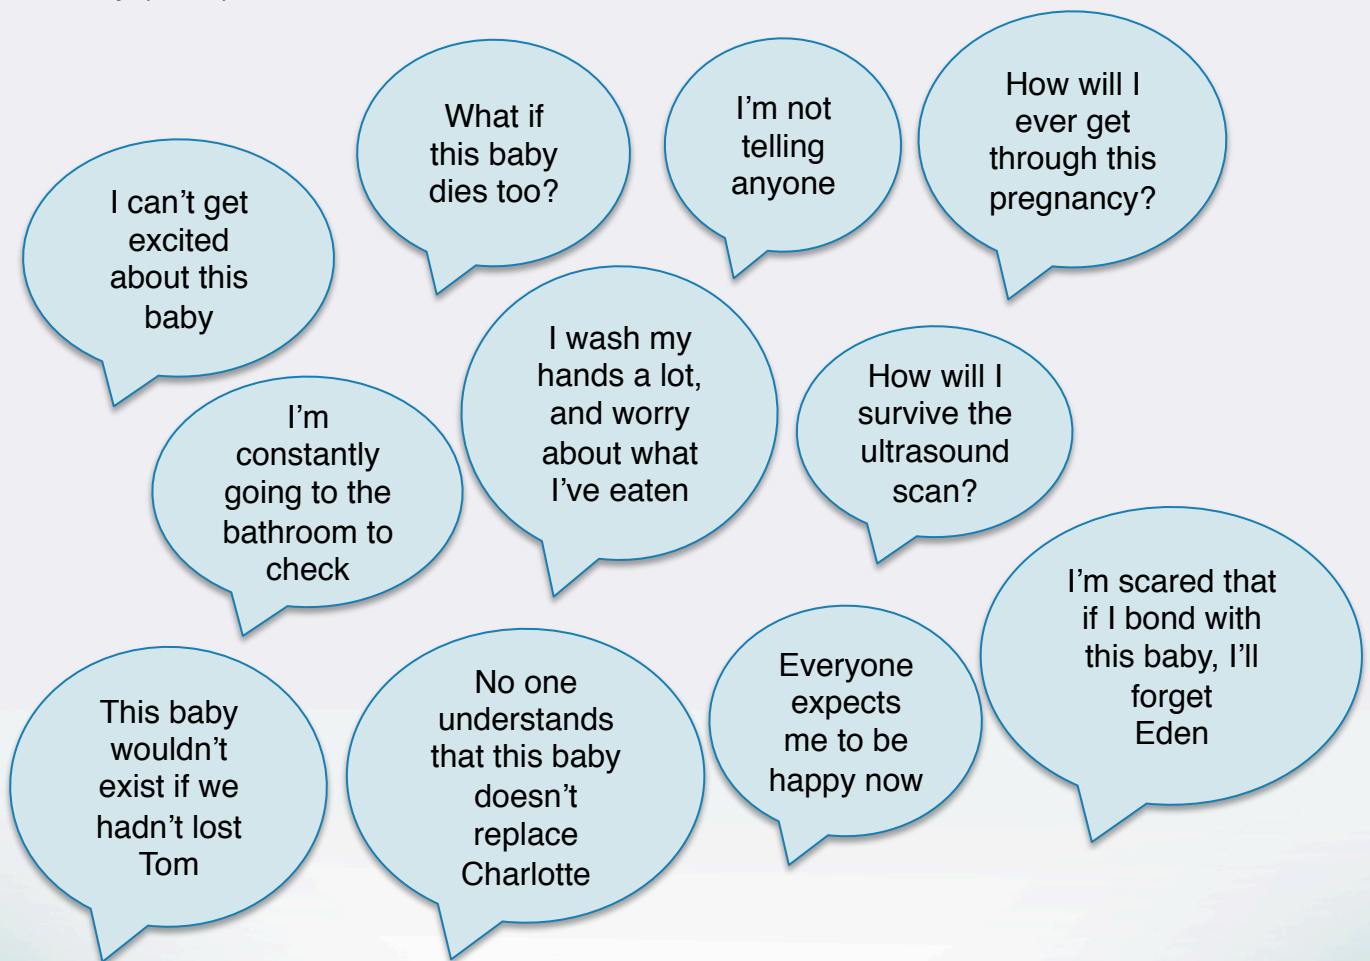 I can't get
excited
about this
baby
What if
this baby
dies too?
I'm not
telling
anyone
How will I
ever get
through this
pregnancy?
I'm
constantly
going to the
bathroom to
check
I wash my
hands a lot,
and worry
about what
I've eaten
How will I
survive the
ultrasound
scan?
This baby
wouldn't
exist if we
hadn't lost
Tom
No one
understands
that this baby
doesn't
replace
Charlotte
Everyone
expects
me to be
happy now
I'm scared that
if I bond with
this baby, I'll
forget
Eden